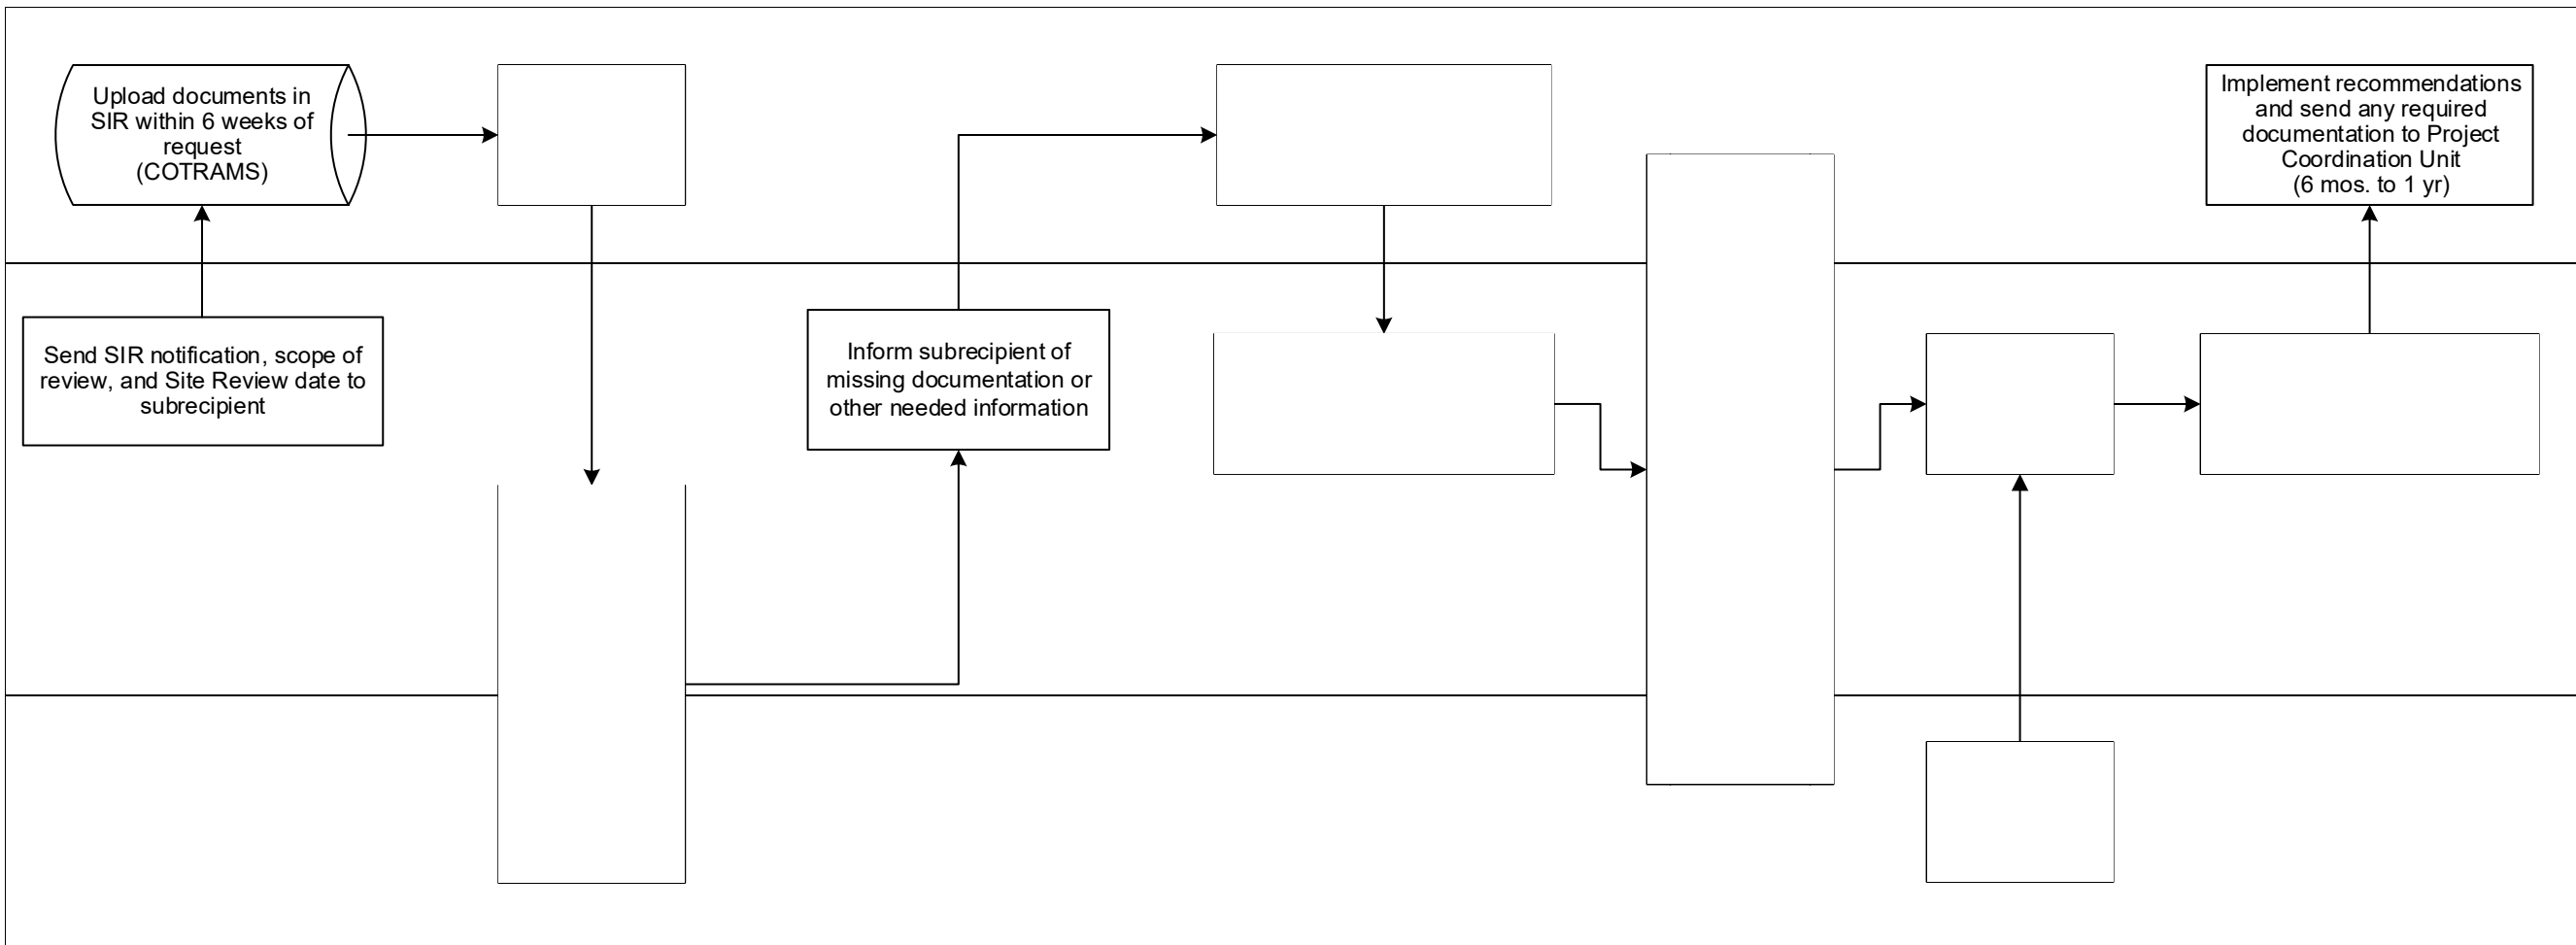 Upload documents in
SIR within 6 weeks of
request
(COTRAMS)
Implement recommendations
and send any required
documentation to Project
Coordination Unit
(6 mos. to 1 yr)
Send SIR notification, scope of
review, and Site Review date to
subrecipient
Inform subrecipient of
missing documentation or
other needed information